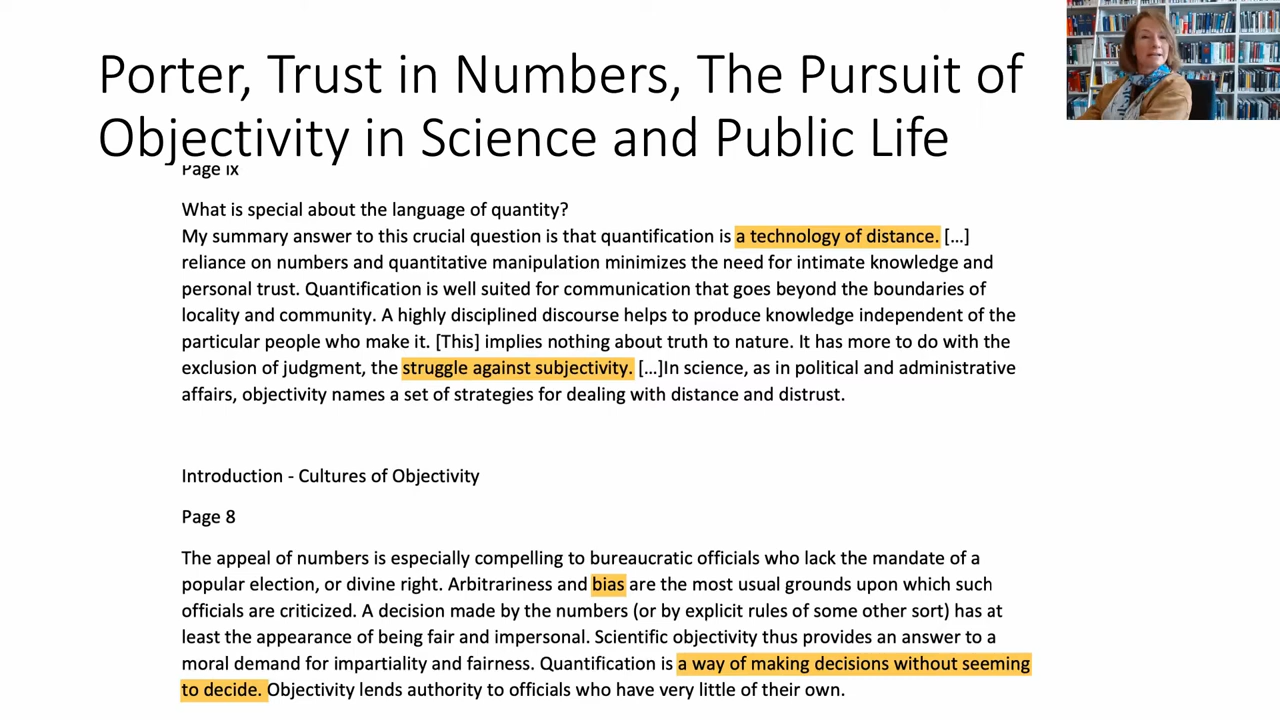 Porter, Trust in Numbers, The Pursuit of
Objectivity in Science and Public Life
Page ix
What is special about the language of quantity?
My summary answer to this crucial question is that quantification is a technology of distance. […]
reliance on numbers and quantitative manipulation minimizes the need for intimate knowledge and
personal trust. Quantification is well suited for communication that goes beyond the boundaries of
locality and community. A highly disciplined discourse helps to produce knowledge independent of the
particular people who make it. [This] implies nothing about truth to nature. It has more to do with the
exclusion of judgment, the struggle against subjectivity. […]In science, as in political and administrative
affairs, objectivity names a set of strategies for dealing with distance and distrust.
Introduction - Cultures of Objectivity
Page 8
The appeal of numbers is especially compelling to bureaucratic officials who lack the mandate of a
popular election, or divine right. Arbitrariness and bias are the most usual grounds upon which such
officials are criticized. A decision made by the numbers (or by explicit rules of some other sort) has at
least the appearance of being fair and impersonal. Scientific objectivity thus provides an answer to a
moral demand for impartiality and fairness. Quantification is a way of making decisions without seeming
to decide. Objectivity lends authority to officials who have very little of their own.